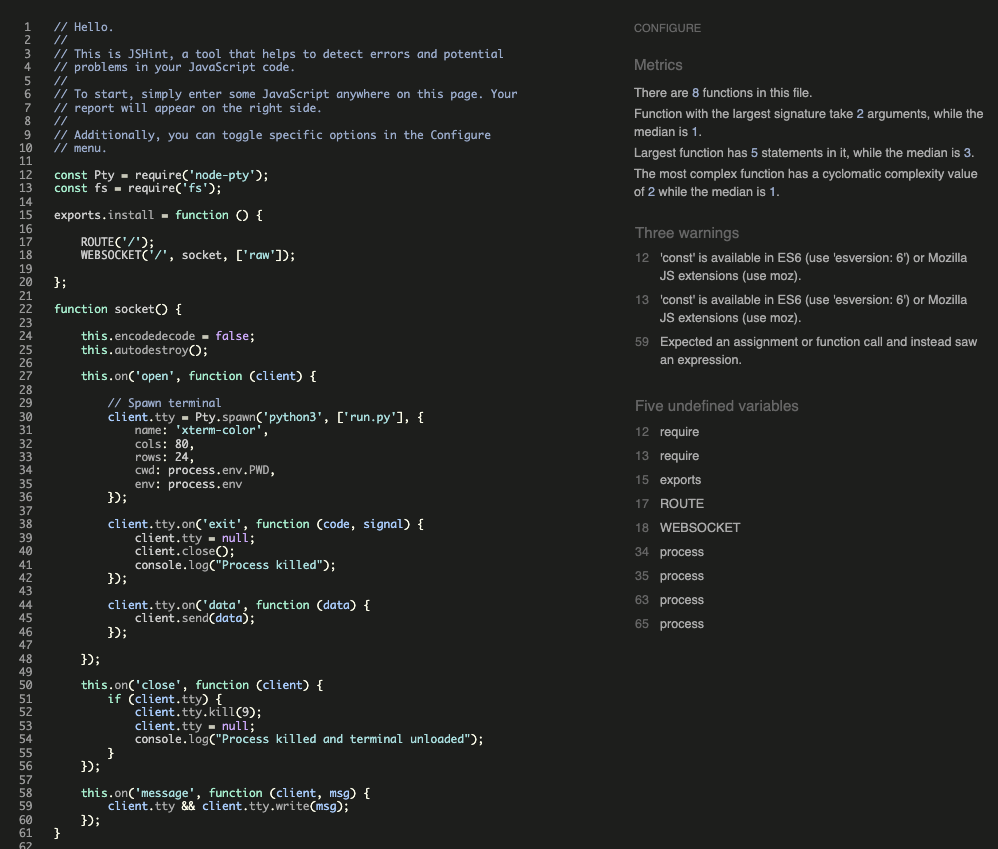 1 // Hello.
2 //
3 // This is JSHint, a tool that helps to detect errors and potential
4 // problems in your JavaScript code.
5 //
6 // To start, simply enter some JavaScript anywhere on this page. Your
7 // report will appear on the right side.
8 //
9 // Additionally, you can toggle specific options in the Configure
10 // menu.
11
12 const Pty = require('node-pty');
13 const fs = require('fs');
14
15 exports.install = function () {
16
17     ROUTE('/');
18     WEBSOCKET('/', socket, ['raw']);
19
20 };
21
22 function socket() {
23
24     this.encodedecode = false;
25     this.autodestroy();
26
27     this.on('open', function (client) {
28
29         // Spawn terminal
30         client.tty = Pty.spawn('python3', ['run.py'], {
31             name: 'xterm-color',
32             cols: 80,
33             rows: 24,
34             cwd: process.env.PWD,
35             env: process.env
36         });
37
38         client.tty.on('exit', function (code, signal) {
39             client.tty = null;
40             client.close();
41             console.log("Process killed");
42         });
43
44         client.tty.on('data', function (data) {
45             client.send(data);
46         });
47
48     });
49
50     this.on('close', function (client) {
51         if (client.tty) {
52             client.tty.kill(9);
53             client.tty = null;
54             console.log("Process killed and terminal unloaded");
55         }
56     });
57
58     this.on('message', function (client, msg) {
59         client.tty && client.tty.write(msg);
60     });
61 }
62
CONFIGURE
Metrics
There are 8 functions in this file.
Function with the largest signature take 2 arguments, while the
median is 1.
Largest function has 5 statements in it, while the median is 3.
The most complex function has a cyclomatic complexity value
of 2 while the median is 1.
Three warnings
12 'const' is available in ES6 (use 'esversion: 6') or Mozilla
JS extensions (use moz).
13 'const' is available in ES6 (use 'esversion: 6') or Mozilla
JS extensions (use moz).
59 Expected an assignment or function call and instead saw
an expression.
Five undefined variables
12 require
13 require
15 exports
17 ROUTE
18 WEBSOCKET
34 process
35 process
63 process
65 process